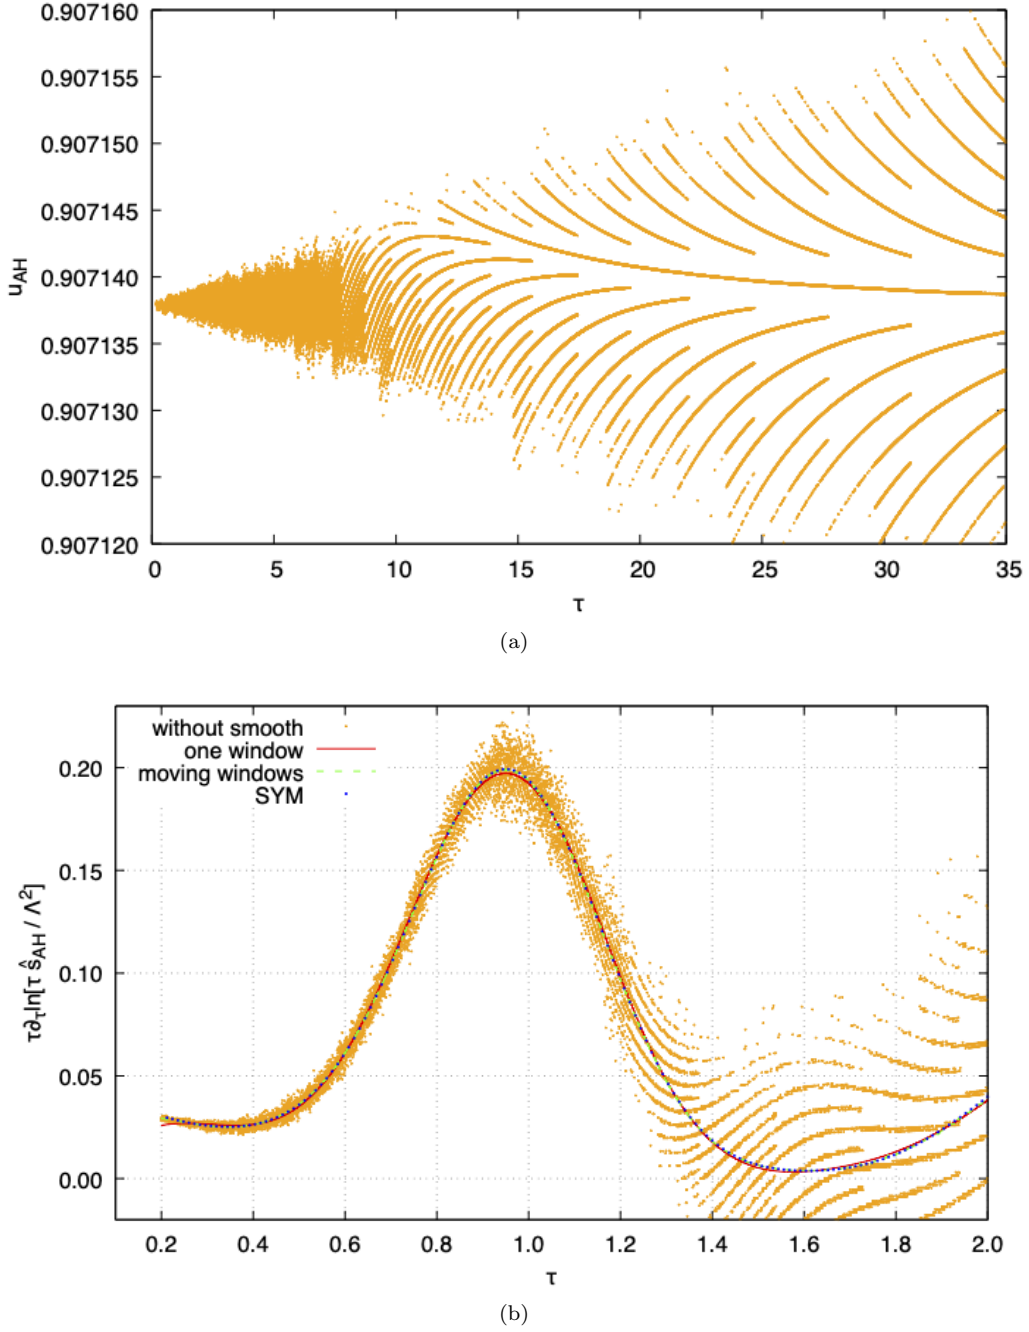 0.907160
0.907155
0.907150
0.907145
0.907140
0.907135
0.907130
0.907125
0.907120
u_AH
0 5 10 15 20 25 30 35
τ
(a)
without smooth
one window
moving windows
SYM
0.20
0.15
0.10
0.05
0.00
τ∂_τ ln[τ ŝ_AH / Λ²]
0.2 0.4 0.6 0.8 1.0 1.2 1.4 1.6 1.8 2.0
τ
(b)